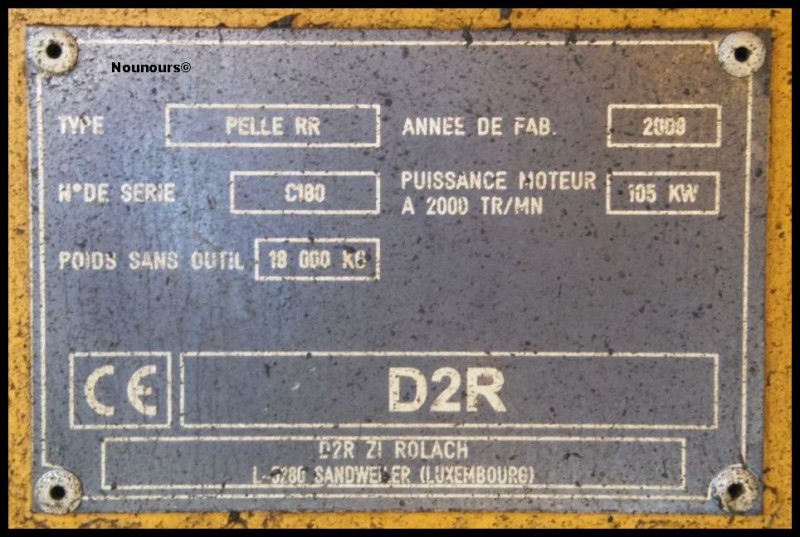 Nounours©
TYPE PELLE RR ANNEE DE FAB. 2009
N° DE SERIE C180 PUISSANCE MOTEUR
A 2000 TR/MN 105 KW
POIDS SANS OUTIL 18 000 KG
CE D2R
D2R ZI ROLACH
L-5280 SANDWEILER (LUXEMBOURG)